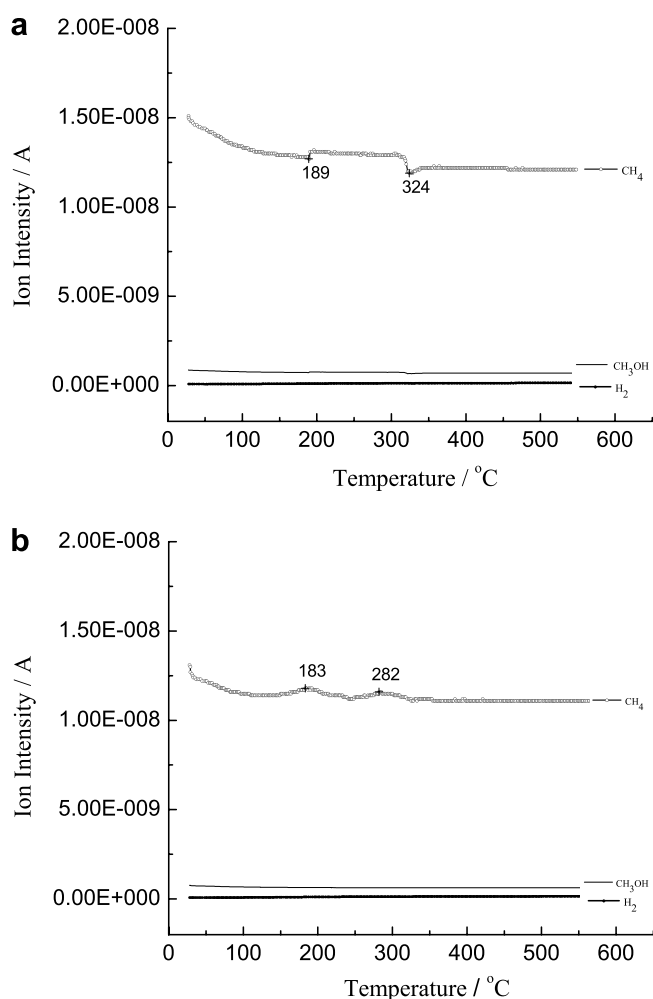 a
2.00E-008
1.50E-008
1.00E-008
5.00E-009
0.00E+000
Ion Intensity / A
189
324
CH₄
CH₃OH
H₂
0 100 200 300 400 500 600
Temperature / °C
b
2.00E-008
1.50E-008
1.00E-008
5.00E-009
0.00E+000
Ion Intensity / A
183
282
CH₄
CH₃OH
H₂
0 100 200 300 400 500 600
Temperature / °C